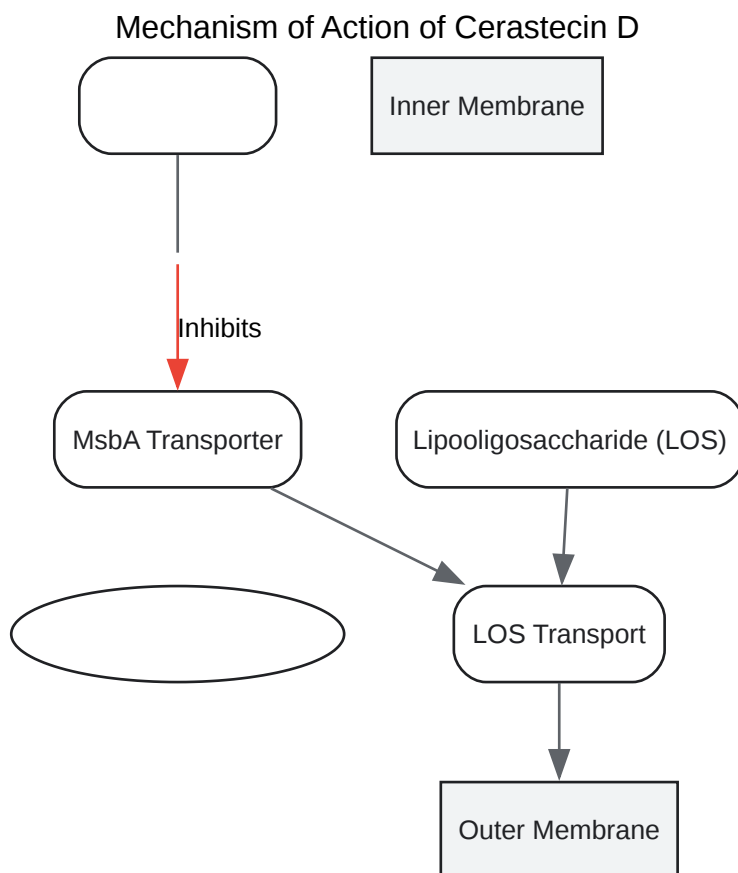 Mechanism of Action of Cerastecin D
Inner Membrane
Inhibits
MsbA Transporter
Lipooligosaccharide (LOS)
LOS Transport
Outer Membrane